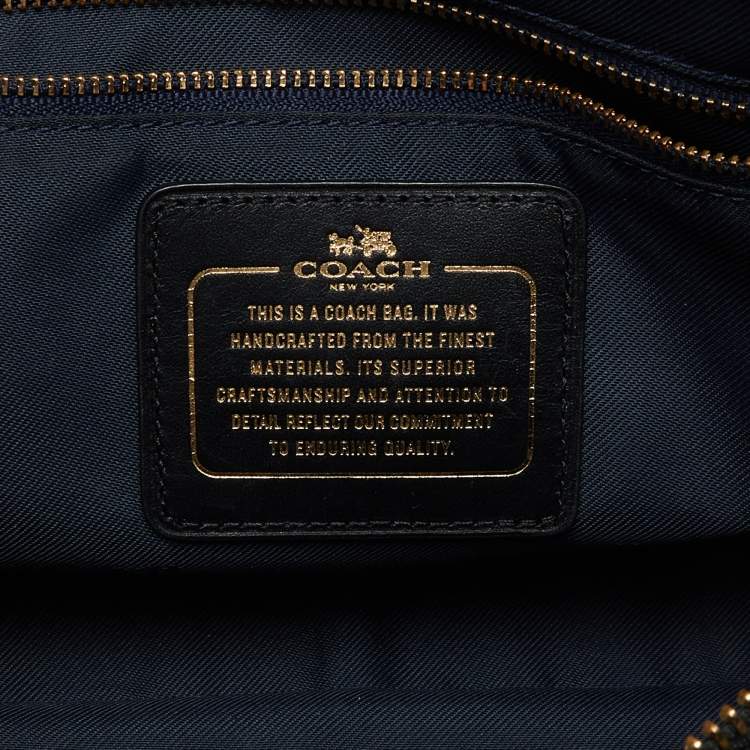 COACH
NEW YORK
THIS IS A COACH BAG. IT WAS
HANDCRAFTED FROM THE FINEST
MATERIALS. ITS SUPERIOR
CRAFTSMANSHIP AND ATTENTION TO
DETAIL REFLECT OUR COMMITMENT
TO ENDURING QUALITY.